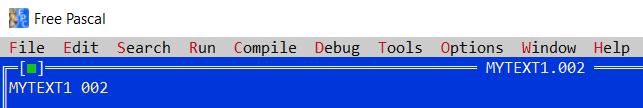 Free Pascal
File Edit Search Run Compile Debug Tools Options Window Help
MYTEXT1.002
MYTEXT1 002